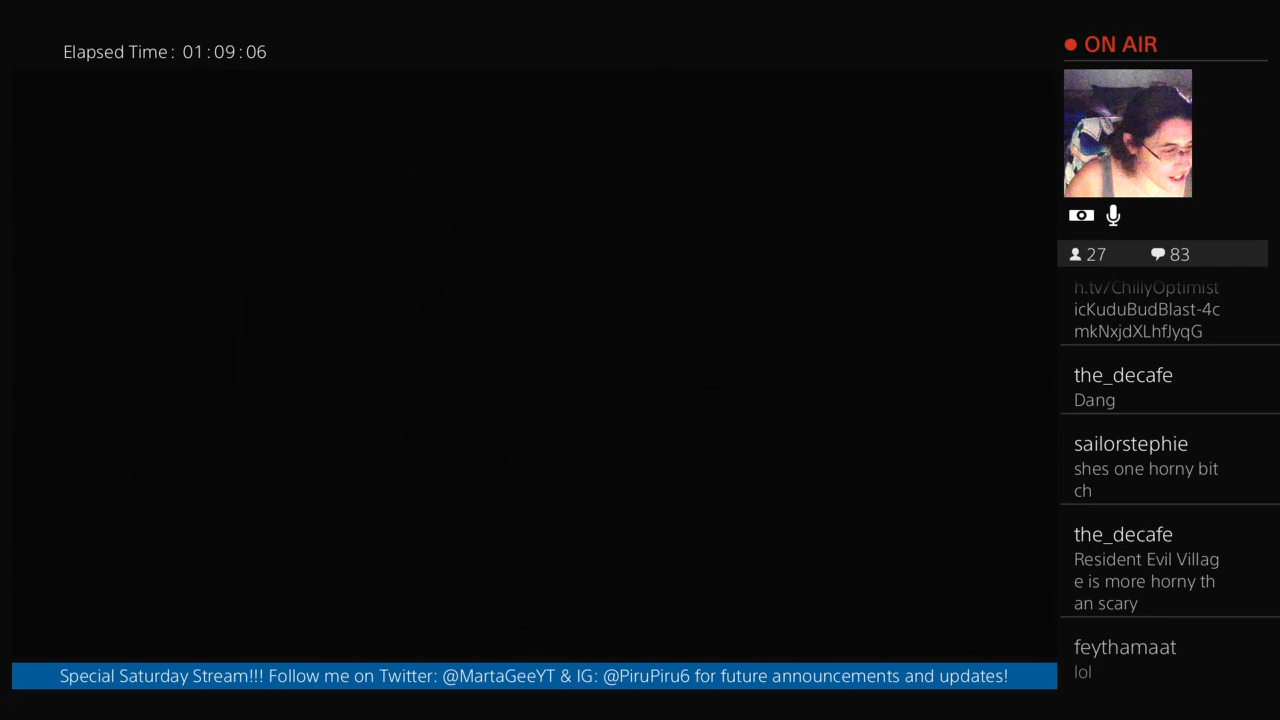 Elapsed Time: 01:09:06
ON AIR
27 83
h.tv/ChillyOptimist
icKuduBudBlast-4c
mkNxjdXLhfJyqG
the_decafe
Dang
sailorstephie
shes one horny bit
ch
the_decafe
Resident Evil Villag
e is more horny th
an scary
feythamaat
lol
Special Saturday Stream!!! Follow me on Twitter: @MartaGeeYT & IG: @PiruPiru6 for future announcements and updates!